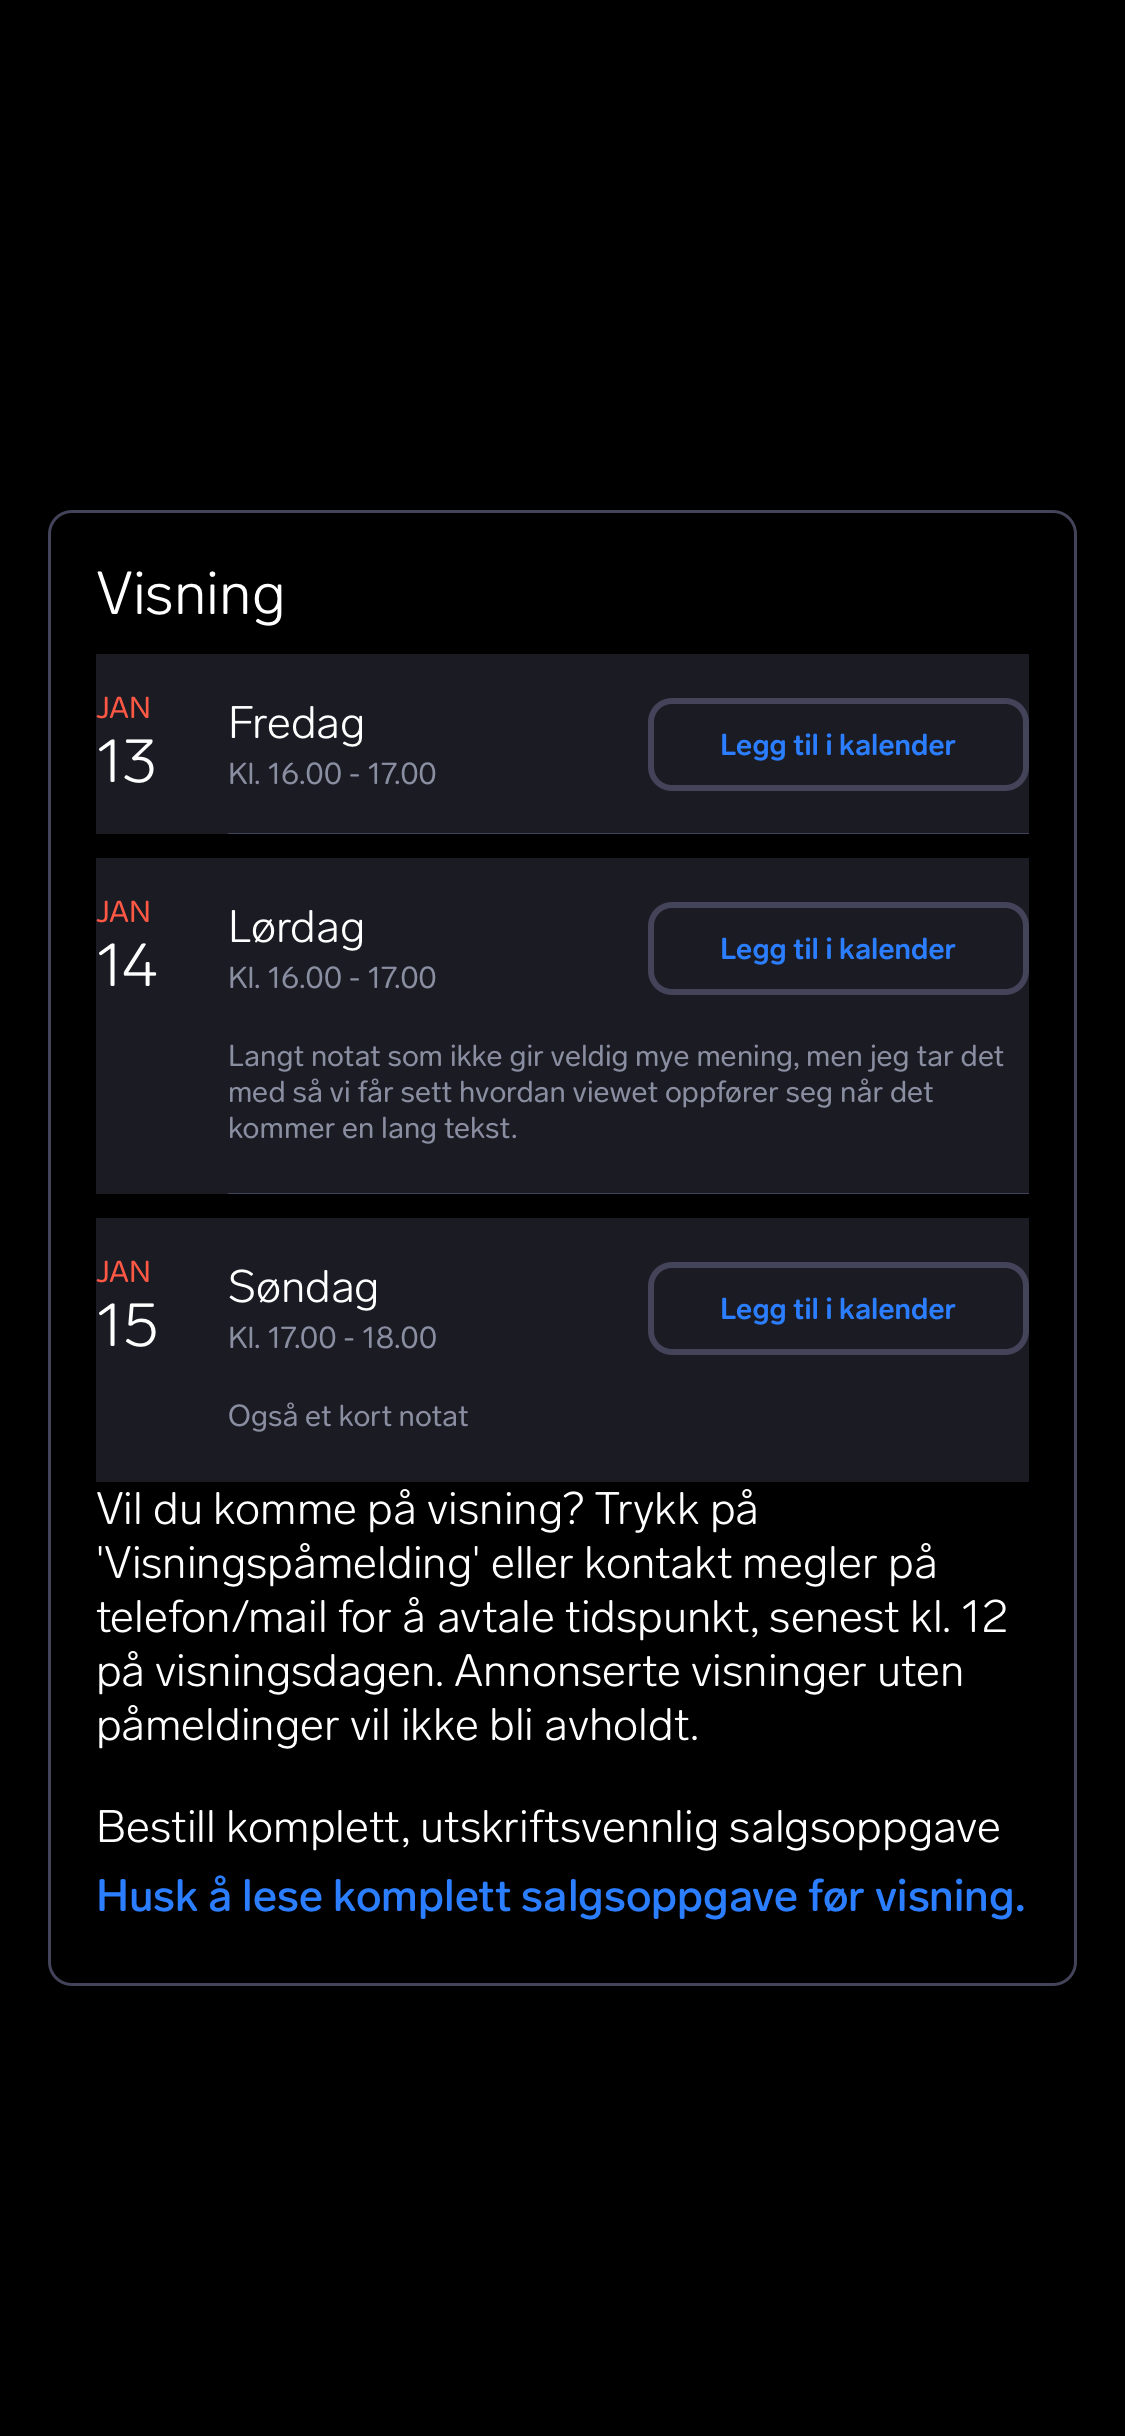 Visning
JAN
13
Fredag
Kl. 16.00 - 17.00
Legg til i kalender
JAN
14
Lørdag
Kl. 16.00 - 17.00
Legg til i kalender
Langt notat som ikke gir veldig mye mening, men jeg tar det
med så vi får sett hvordan viewet oppfører seg når det
kommer en lang tekst.
JAN
15
Søndag
Kl. 17.00 - 18.00
Legg til i kalender
Også et kort notat
Vil du komme på visning? Trykk på
'Visningspåmelding' eller kontakt megler på
telefon/mail for å avtale tidspunkt, senest kl. 12
på visningsdagen. Annonserte visninger uten
påmeldinger vil ikke bli avholdt.
Bestill komplett, utskriftsvennlig salgsoppgave
Husk å lese komplett salgsoppgave før visning.